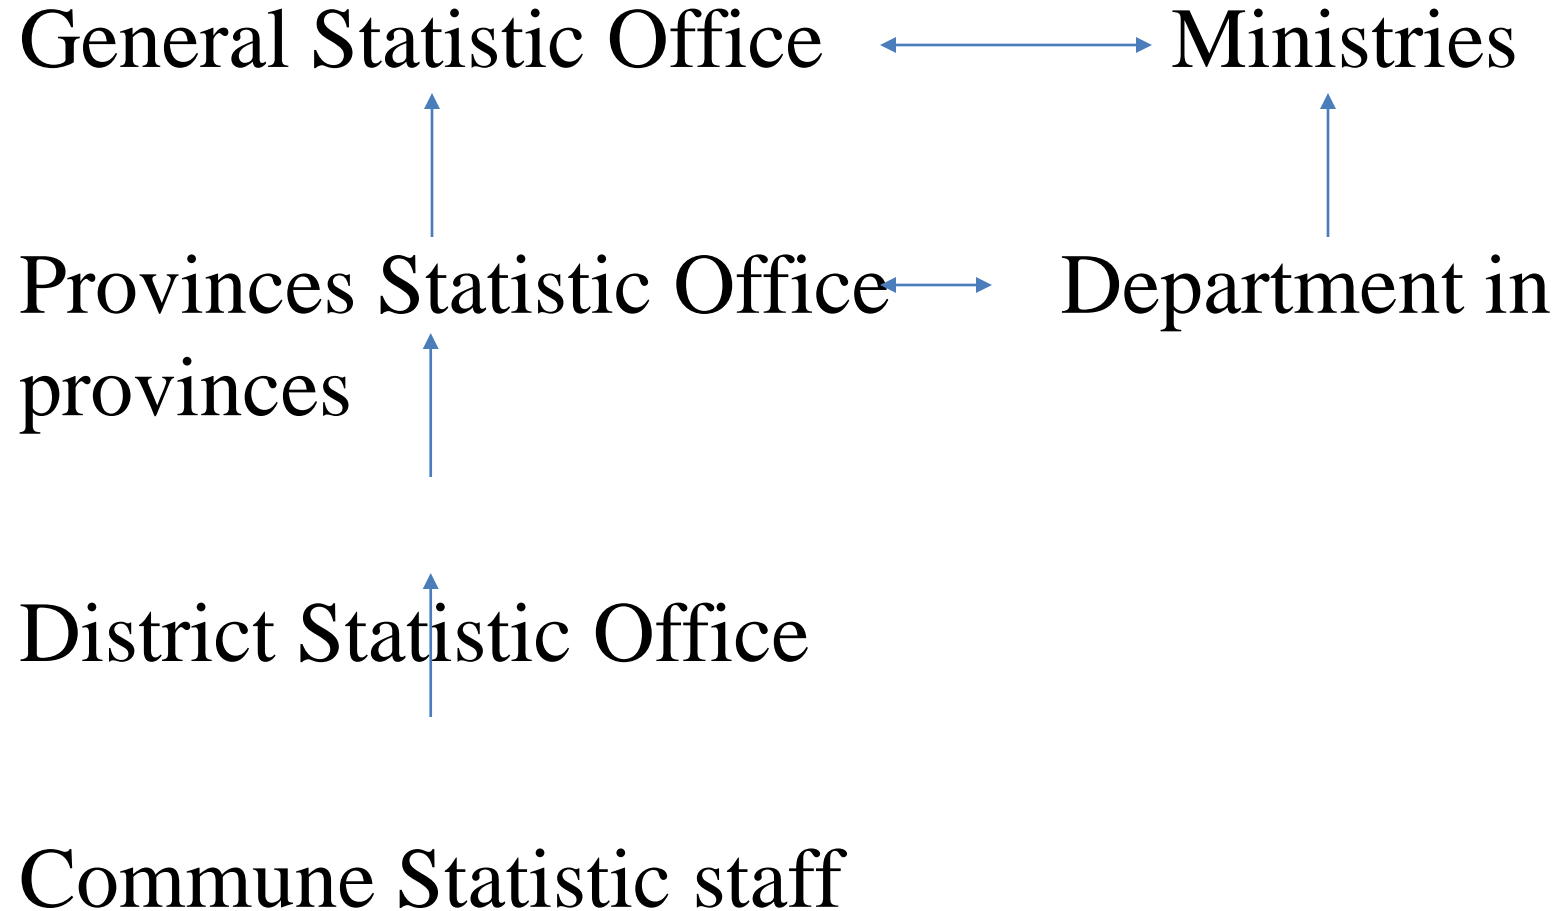 General Statistic Office Ministries
Provinces Statistic Office Department in
provinces
District Statistic Office
Commune Statistic staff